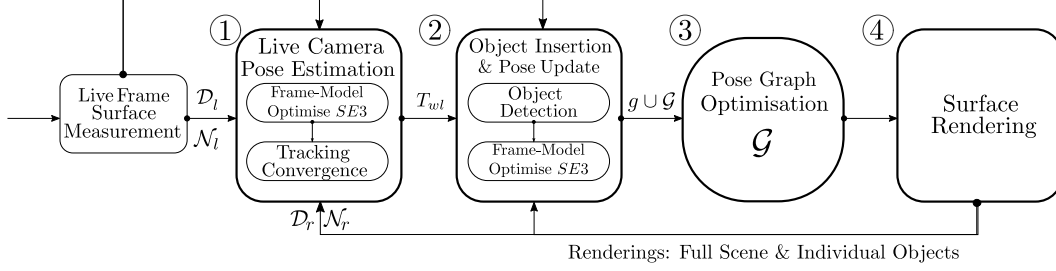 ①
Live Camera
Pose Estimation
Frame-Model
Optimise SE3
Tracking
Convergence
②
Object Insertion
& Pose Update
Object
Detection
Frame-Model
Optimise SE3
③
Pose Graph
Optimisation
𝒢
④
Surface
Rendering
Live Frame
Surface
Measurement
𝒟_l
𝒩_l
T_{wl}
g ∪ 𝒢
𝒟_r 𝒩_r
Renderings: Full Scene & Individual Objects